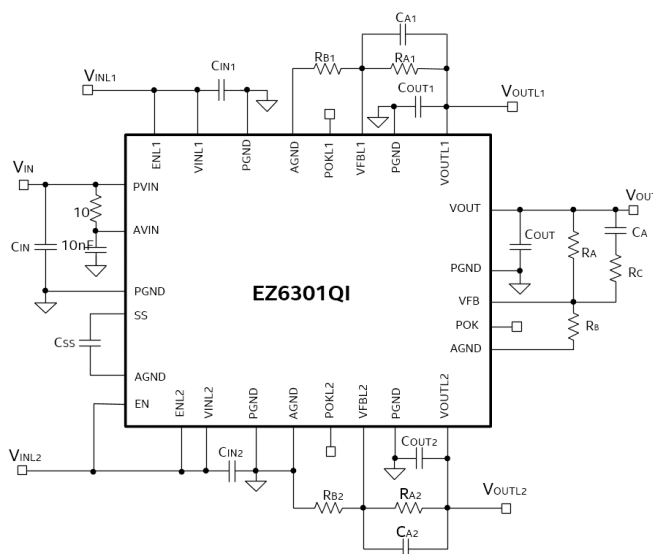 CA1
RB1
RA1
CIN1
VINL1
COUT1
VOUTL1
ENL1
VINL1
PGND
AGND
POKL1
VFBL1
PGND
VOUTL1
VIN
PVIN
10
AVIN
10nF
CIN
PGND
SS
CSS
AGND
EN
EZ6301QI
VOUT
VOUT
COUT
RA
CA
RC
PGND
VFB
POK
RB
AGND
ENL2
VINL2
PGND
AGND
POKL2
VFBL2
PGND
VOUTL2
VINL2
CIN2
COUT2
RB2
RA2
VOUTL2
CA2